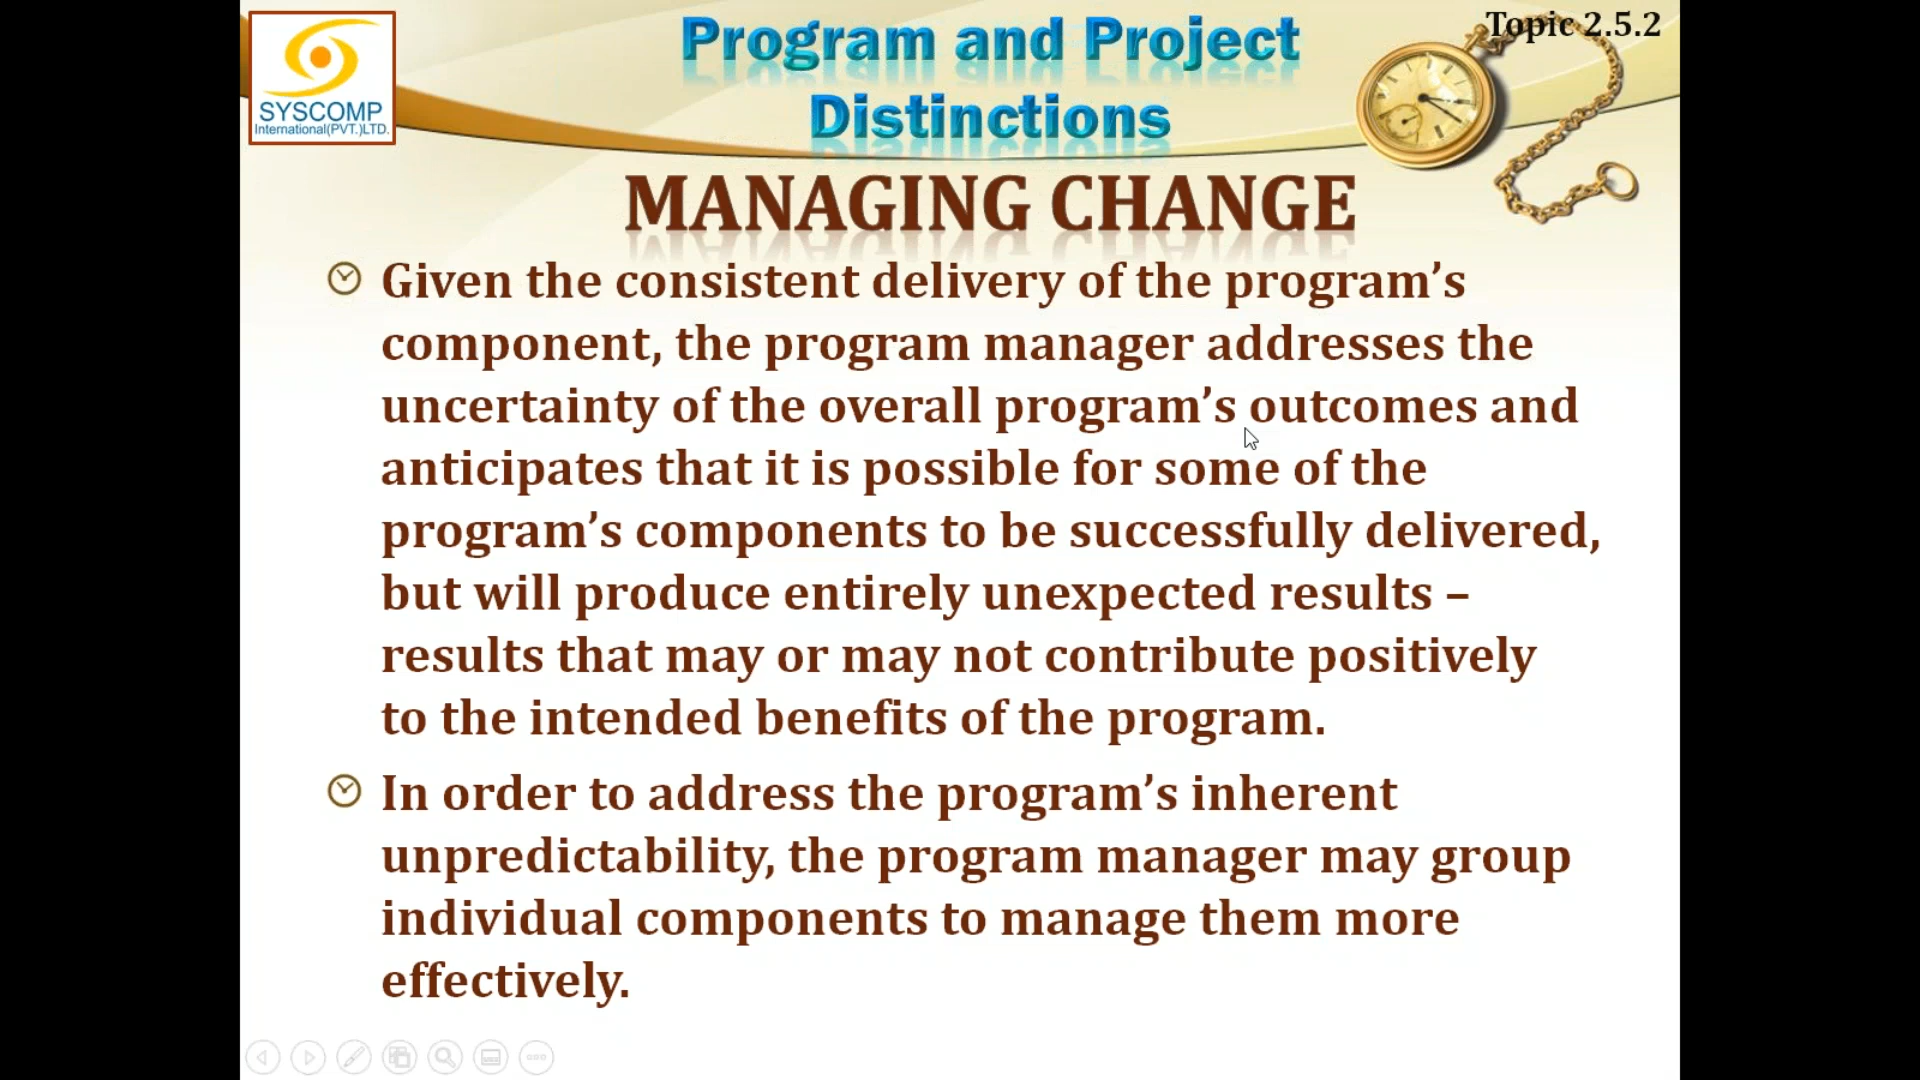 Topic 2.5.2
SYSCOMP
International(PVT.)LTD.
Program and Project
Distinctions
MANAGING CHANGE
Given the consistent delivery of the program’s
component, the program manager addresses the
uncertainty of the overall program’s outcomes and
anticipates that it is possible for some of the
program’s components to be successfully delivered,
but will produce entirely unexpected results –
results that may or may not contribute positively
to the intended benefits of the program.
In order to address the program’s inherent
unpredictability, the program manager may group
individual components to manage them more
effectively.